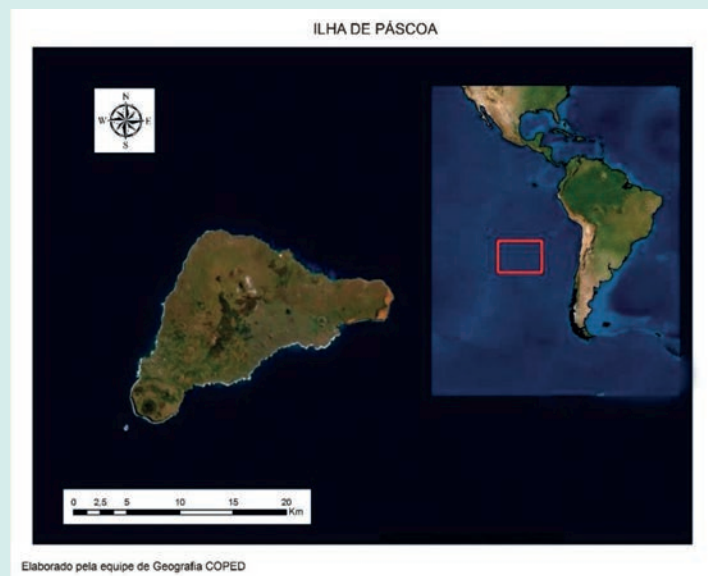 ILHA DE PÁSCOA
N
W E
S
0 2,5 5 10 15 20
Km
Elaborado pela equipe de Geografia COPED